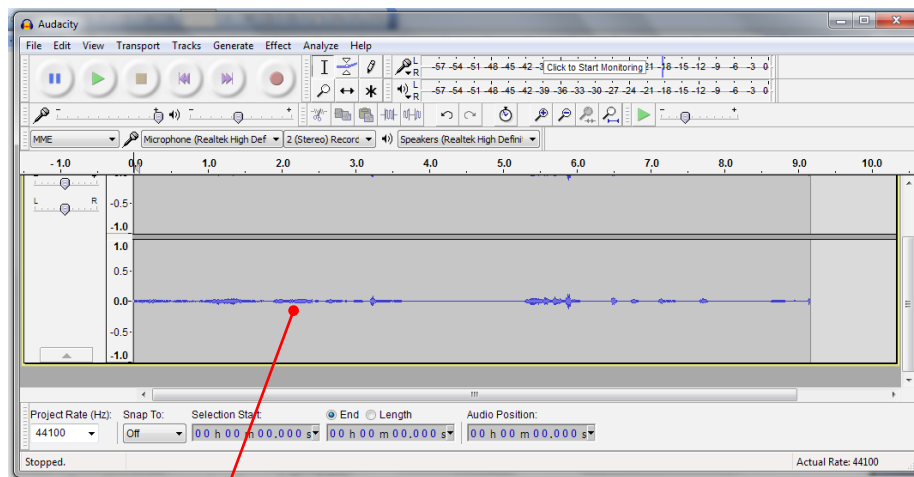 Audacity
File Edit View Transport Tracks Generate Effect Analyze Help
L
R
-57 -54 -51 -48 -45 -42 -3 Click to Start Monitoring 21 -18 -15 -12 -9 -6 -3 0
L
R
-57 -54 -51 -48 -45 -42 -39 -36 -33 -30 -27 -24 -21 -18 -15 -12 -9 -6 -3 0
- + - + - +
MME Microphone (Realtek High Def 2 (Stereo) Recorc Speakers (Realtek High Defini
- 1.0 0.0 1.0 2.0 3.0 4.0 5.0 6.0 7.0 8.0 9.0 10.0
L R
-0.5-
-1.0
1.0
0.5-
0.0-
-0.5-
-1.0
Project Rate (Hz): Snap To: Selection Start: End Length Audio Position:
44100 Off 00 h 00 m 00.000 s 00 h 00 m 00.000 s 00 h 00 m 00.000 s
Stopped. Actual Rate: 44100